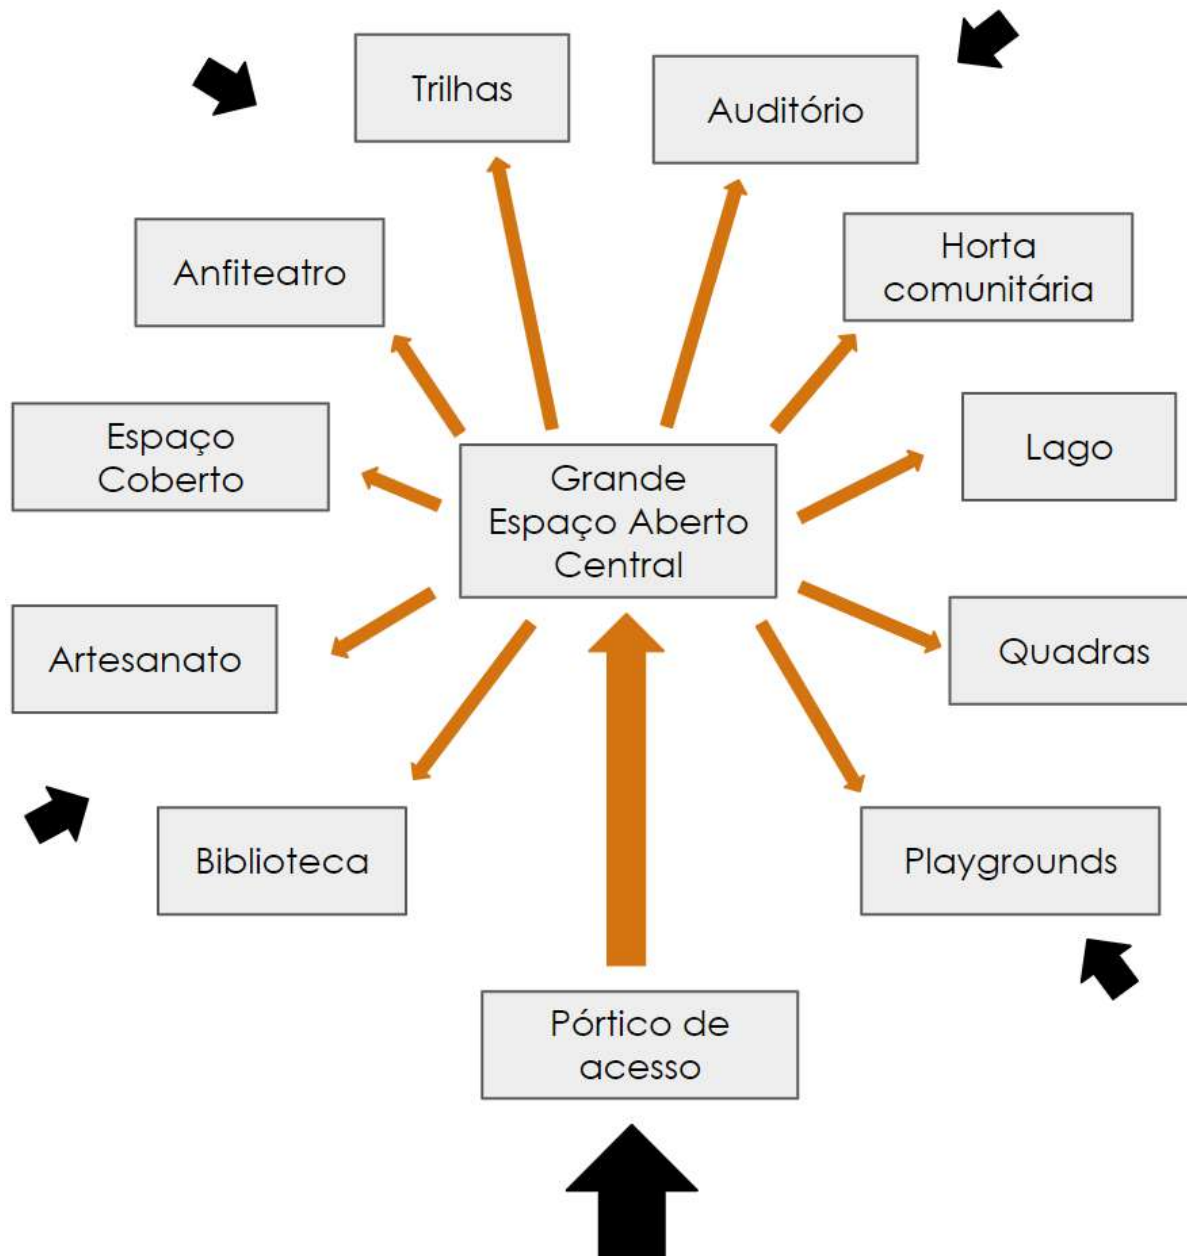 Trilhas
Auditório
Anfiteatro
Horta
comunitária
Espaço
Coberto
Grande
Espaço Aberto
Central
Lago
Artesanato
Quadras
Biblioteca
Playgrounds
Pórtico de
acesso